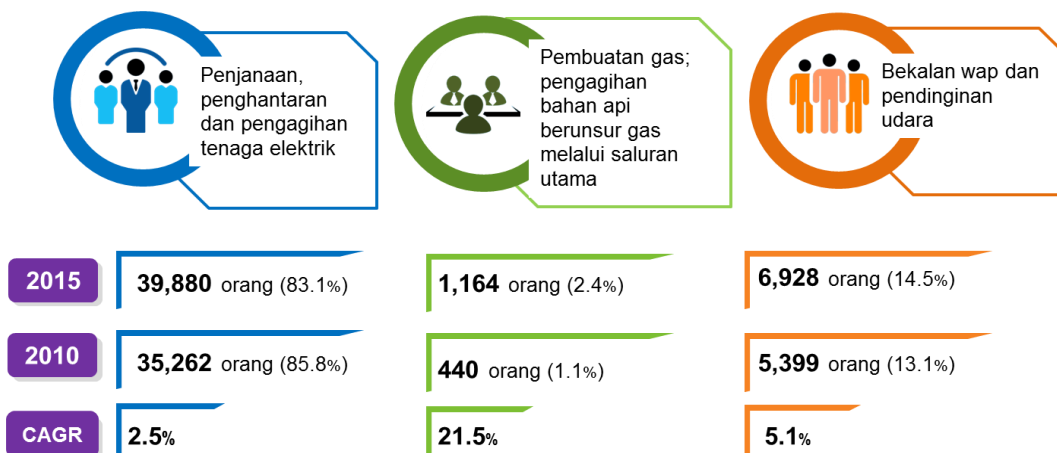 Penjanaan,
penghantaran
dan pengagihan
tenaga elektrik
Pembuatan gas;
pengagihan
bahan api
berunsur gas
melalui saluran
utama
Bekalan wap dan
pendinginan
udara
2015
39,880 orang (83.1%)
1,164 orang (2.4%)
6,928 orang (14.5%)
2010
35,262 orang (85.8%)
440 orang (1.1%)
5,399 orang (13.1%)
CAGR
2.5%
21.5%
5.1%